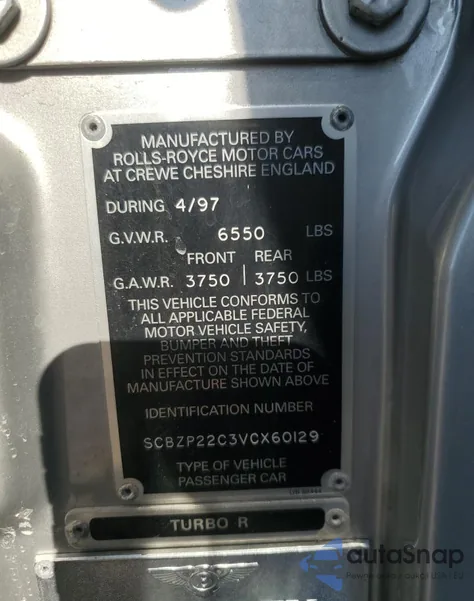 MANUFACTURED BY
ROLLS-ROYCE MOTOR CARS
AT CREWE CHESHIRE ENGLAND
DURING 4/97
G.V.W.R. 6550 LBS
FRONT REAR
G.A.W.R. 3750 | 3750 LBS
THIS VEHICLE CONFORMS TO
ALL APPLICABLE FEDERAL
MOTOR VEHICLE SAFETY,
BUMPER AND THEFT
PREVENTION STANDARDS
IN EFFECT ON THE DATE OF
MANUFACTURE SHOWN ABOVE
IDENTIFICATION NUMBER
SCBZP22C3VCX60129
TYPE OF VEHICLE
PASSENGER CAR
TURBO R
autoSnap